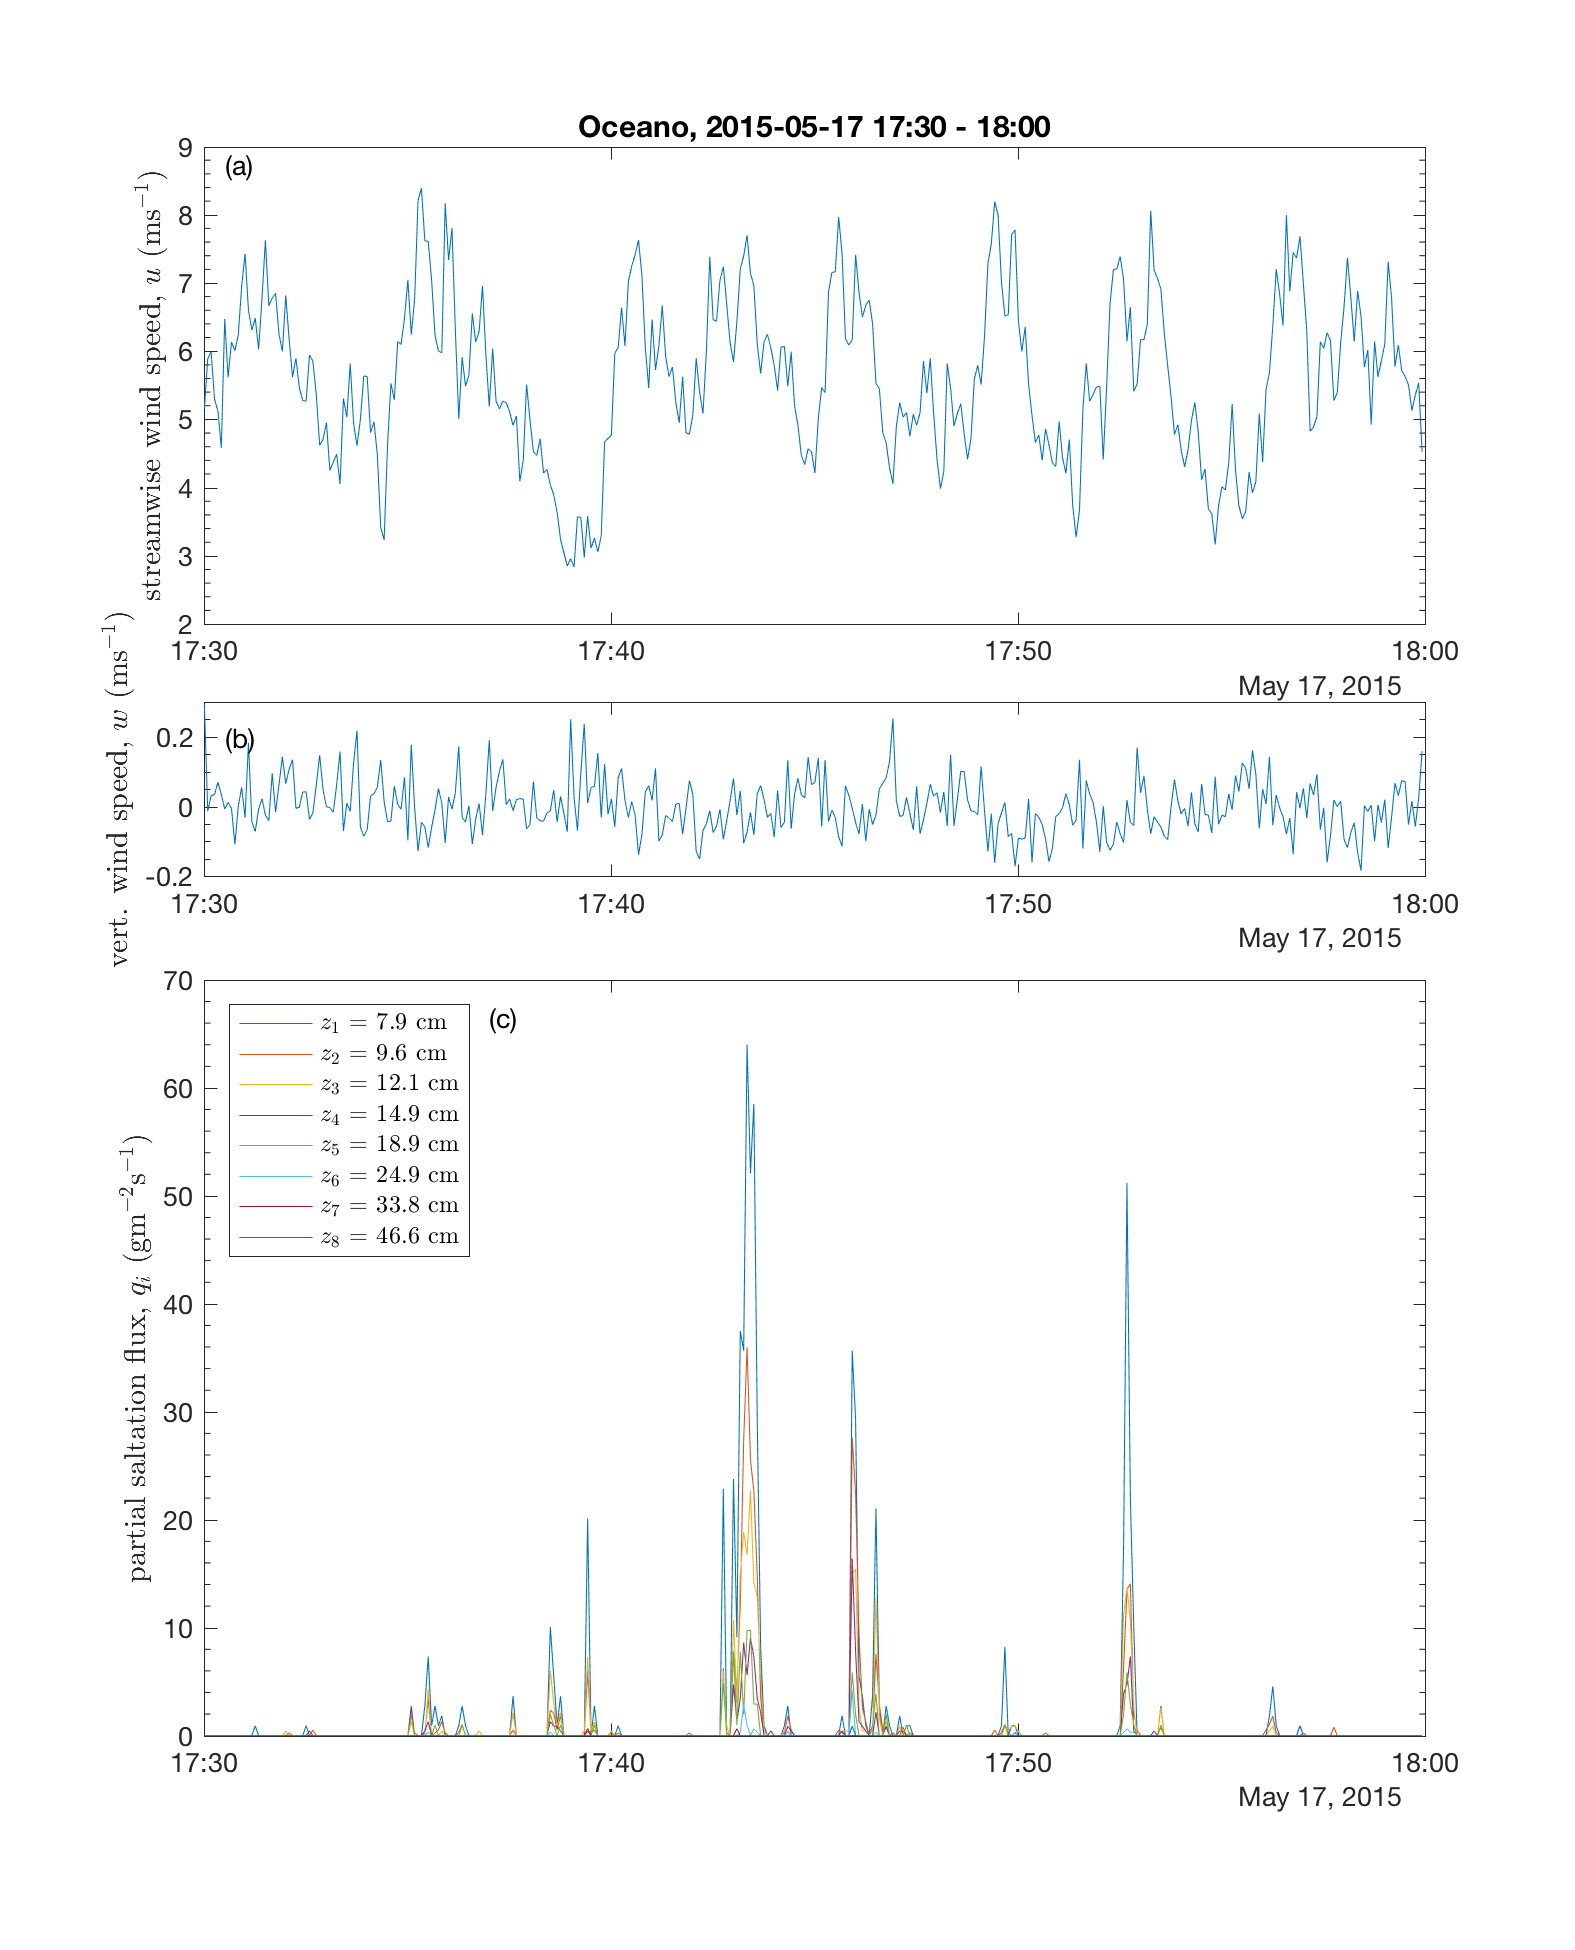 Oceano, 2015-05-17 17:30 - 18:00
(a)
streamwise wind speed, u (ms⁻¹)
9
8
7
6
5
4
3
2
17:30 17:40 17:50 18:00
May 17, 2015
(b)
vert. wind speed, w (ms⁻¹)
0.2
0
-0.2
17:30 17:40 17:50 18:00
May 17, 2015
(c)
partial saltation flux, qᵢ (gm⁻²s⁻¹)
70
60
50
40
30
20
10
0
z₁ = 7.9 cm
z₂ = 9.6 cm
z₃ = 12.1 cm
z₄ = 14.9 cm
z₅ = 18.9 cm
z₆ = 24.9 cm
z₇ = 33.8 cm
z₈ = 46.6 cm
17:30 17:40 17:50 18:00
May 17, 2015